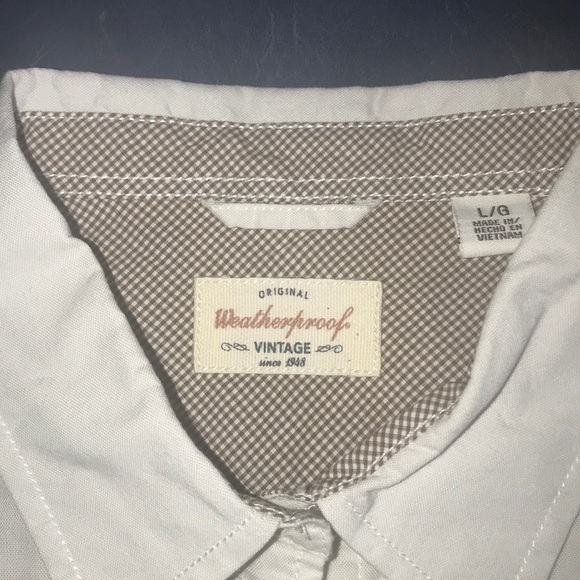 L/G
MADE IN/
HECHO EN
VIETNAM
ORIGINAL
Weatherproof®
VINTAGE
since 1948